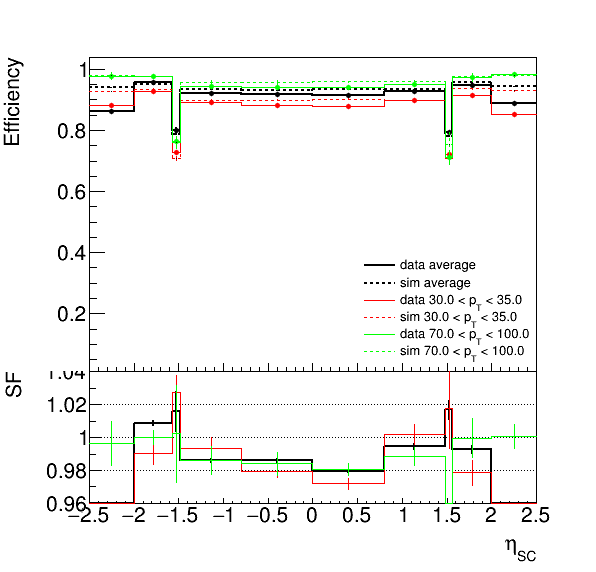 Efficiency
1
0.8
0.6
0.4
0.2
data average
sim average
data 30.0 < p_T < 35.0
sim 30.0 < p_T < 35.0
data 70.0 < p_T < 100.0
sim 70.0 < p_T < 100.0
SF
1.04
1.02
1
0.98
0.96
−2.5 −2 −1.5 −1 −0.5 0 0.5 1 1.5 2 2.5
η_SC